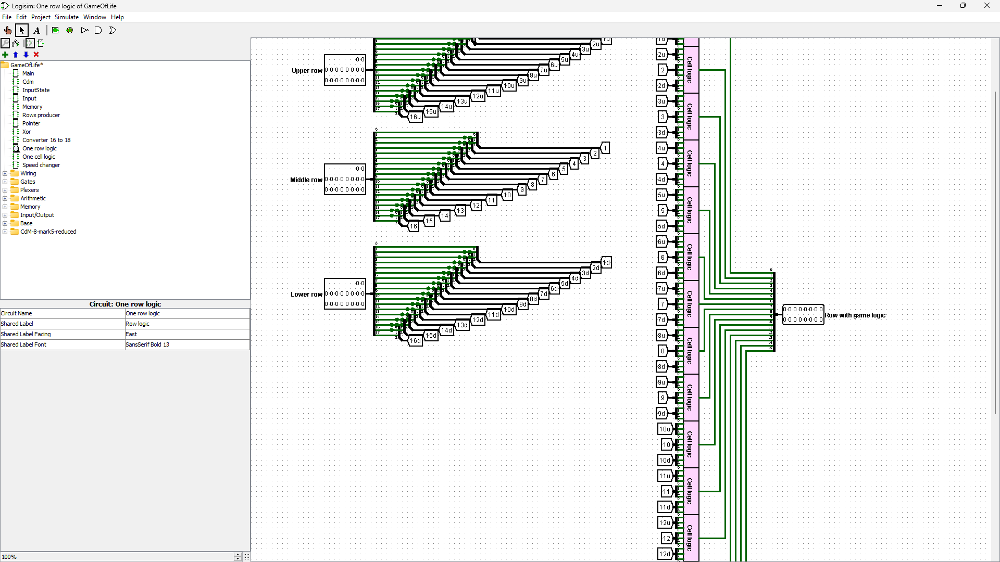 Logisim: One row logic of GameOfLife
File Edit Project Simulate Window Help
A
GameOfLife*
Main
Cdm
InputState
Input
Memory
Rows producer
Pointer
Xor
Converter 16 to 18
One row logic
One cell logic
Speed changer
Wiring
Gates
Plexers
Arithmetic
Memory
Input/Output
Base
CdM-8-mark5-reduced
Circuit: One row logic
Circuit Name One row logic
Shared Label Row logic
Shared Label Facing East
Shared Label Font SansSerif Bold 13
100%
Upper row
0 0
0 0 0 0 0 0 0 0
0 0 0 0 0 0 0 0
1u
2u
3u
4u
5u
6u
7u
8u
9u
10u
11u
12u
13u
14u
15u
16u
Middle row
0 0
0 0 0 0 0 0 0 0
0 0 0 0 0 0 0 0
1
2
3
4
5
6
7
8
9
10
11
12
13
14
15
16
Lower row
0 0
0 0 0 0 0 0 0 0
0 0 0 0 0 0 0 0
1d
2d
3d
4d
5d
6d
7d
8d
9d
10d
11d
12d
13d
14d
15d
16d
1d
2u
2
2d
Cell logic
3u
3
3d
Cell logic
4u
4
4d
Cell logic
5u
5
5d
Cell logic
6u
6
6d
Cell logic
7u
7
7d
Cell logic
8u
8
8d
Cell logic
9u
9
9d
Cell logic
10u
10
10d
Cell logic
11u
11
11d
Cell logic
12u
12
12d
Cell logic
0 0 0 0 0 0 0 0
0 0 0 0 0 0 0 0
Row with game logic